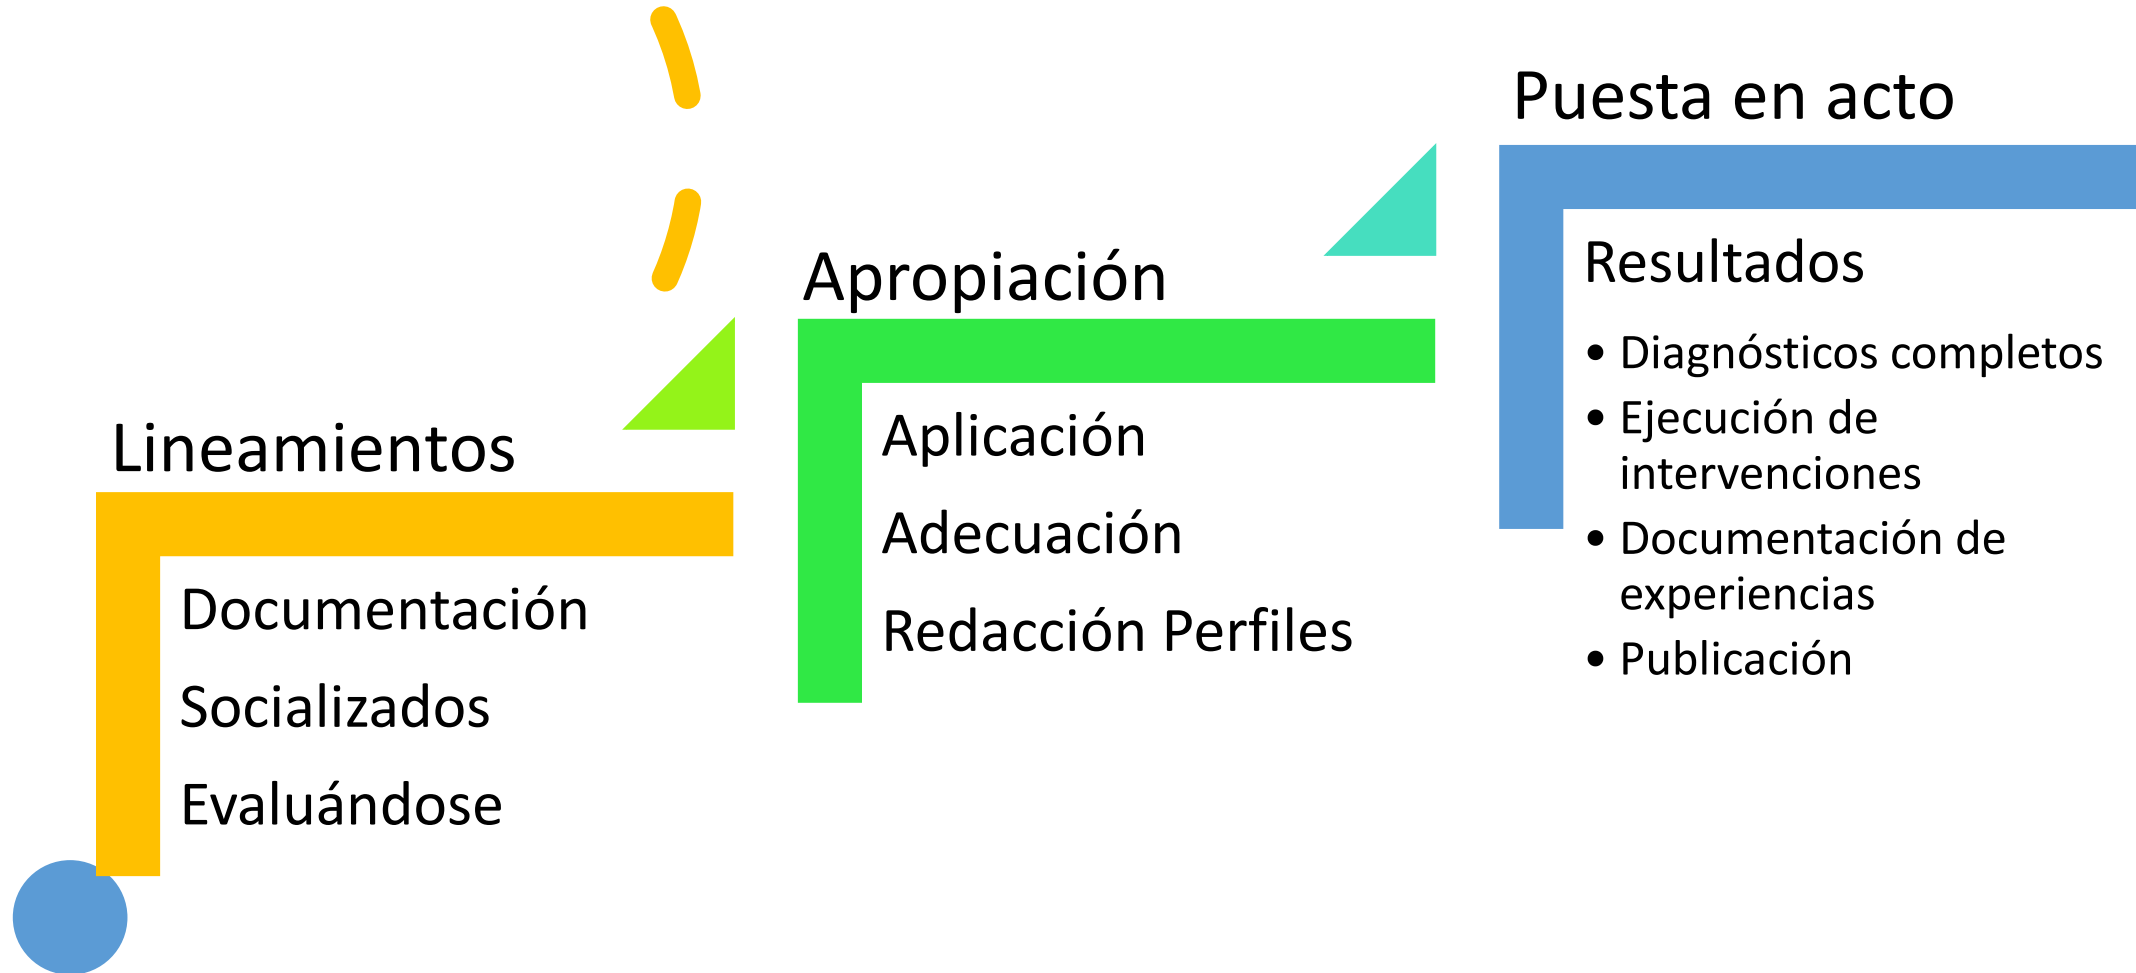 Lineamientos
Documentación
Socializados
Evaluándose
Apropiación
Aplicación
Adecuación
Redacción Perfiles
Puesta en acto
Resultados
• Diagnósticos completos
• Ejecución de
intervenciones
• Documentación de
experiencias
• Publicación